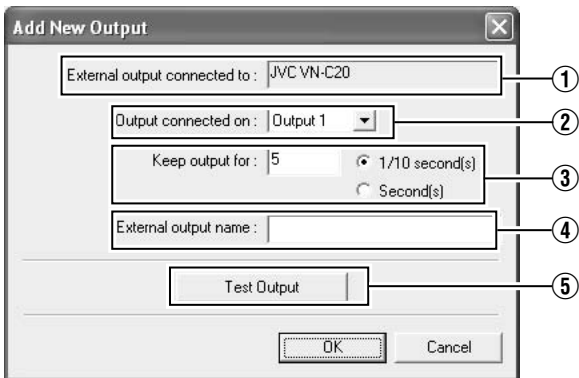 Add New Output
External output connected to : JVC VN-C20
①
Output connected on : Output 1
②
Keep output for : 5 1/10 second(s)
Second(s)
③
External output name :
④
Test Output
⑤
OK Cancel